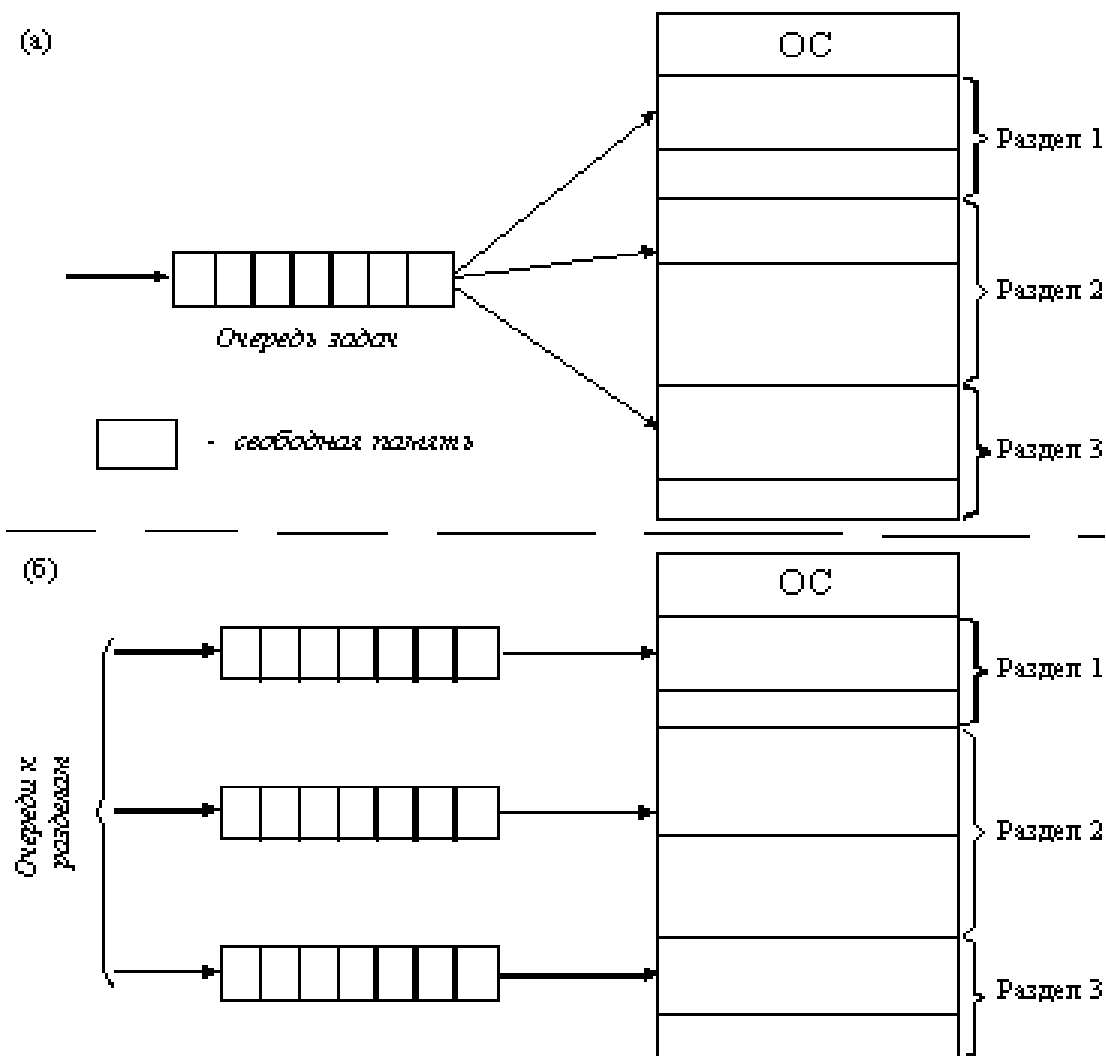 (а)
ОС
Раздел 1
Раздел 2
Очередь задач
- свободная память
Раздел 3
(б)
ОС
Раздел 1
Очереди к
разделам
Раздел 2
Раздел 3